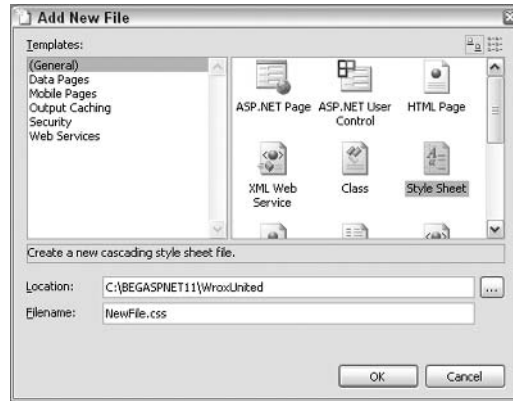 Add New File
Templates:
(General)
Data Pages
Mobile Pages
Output Caching
Security
Web Services
ASP.NET Page
ASP.NET User Control
HTML Page
XML Web Service
Class
Style Sheet
Create a new cascading style sheet file.
Location:
C:\BEGASPNET11\WroxUnited
...
Filename:
NewFile.css
OK
Cancel